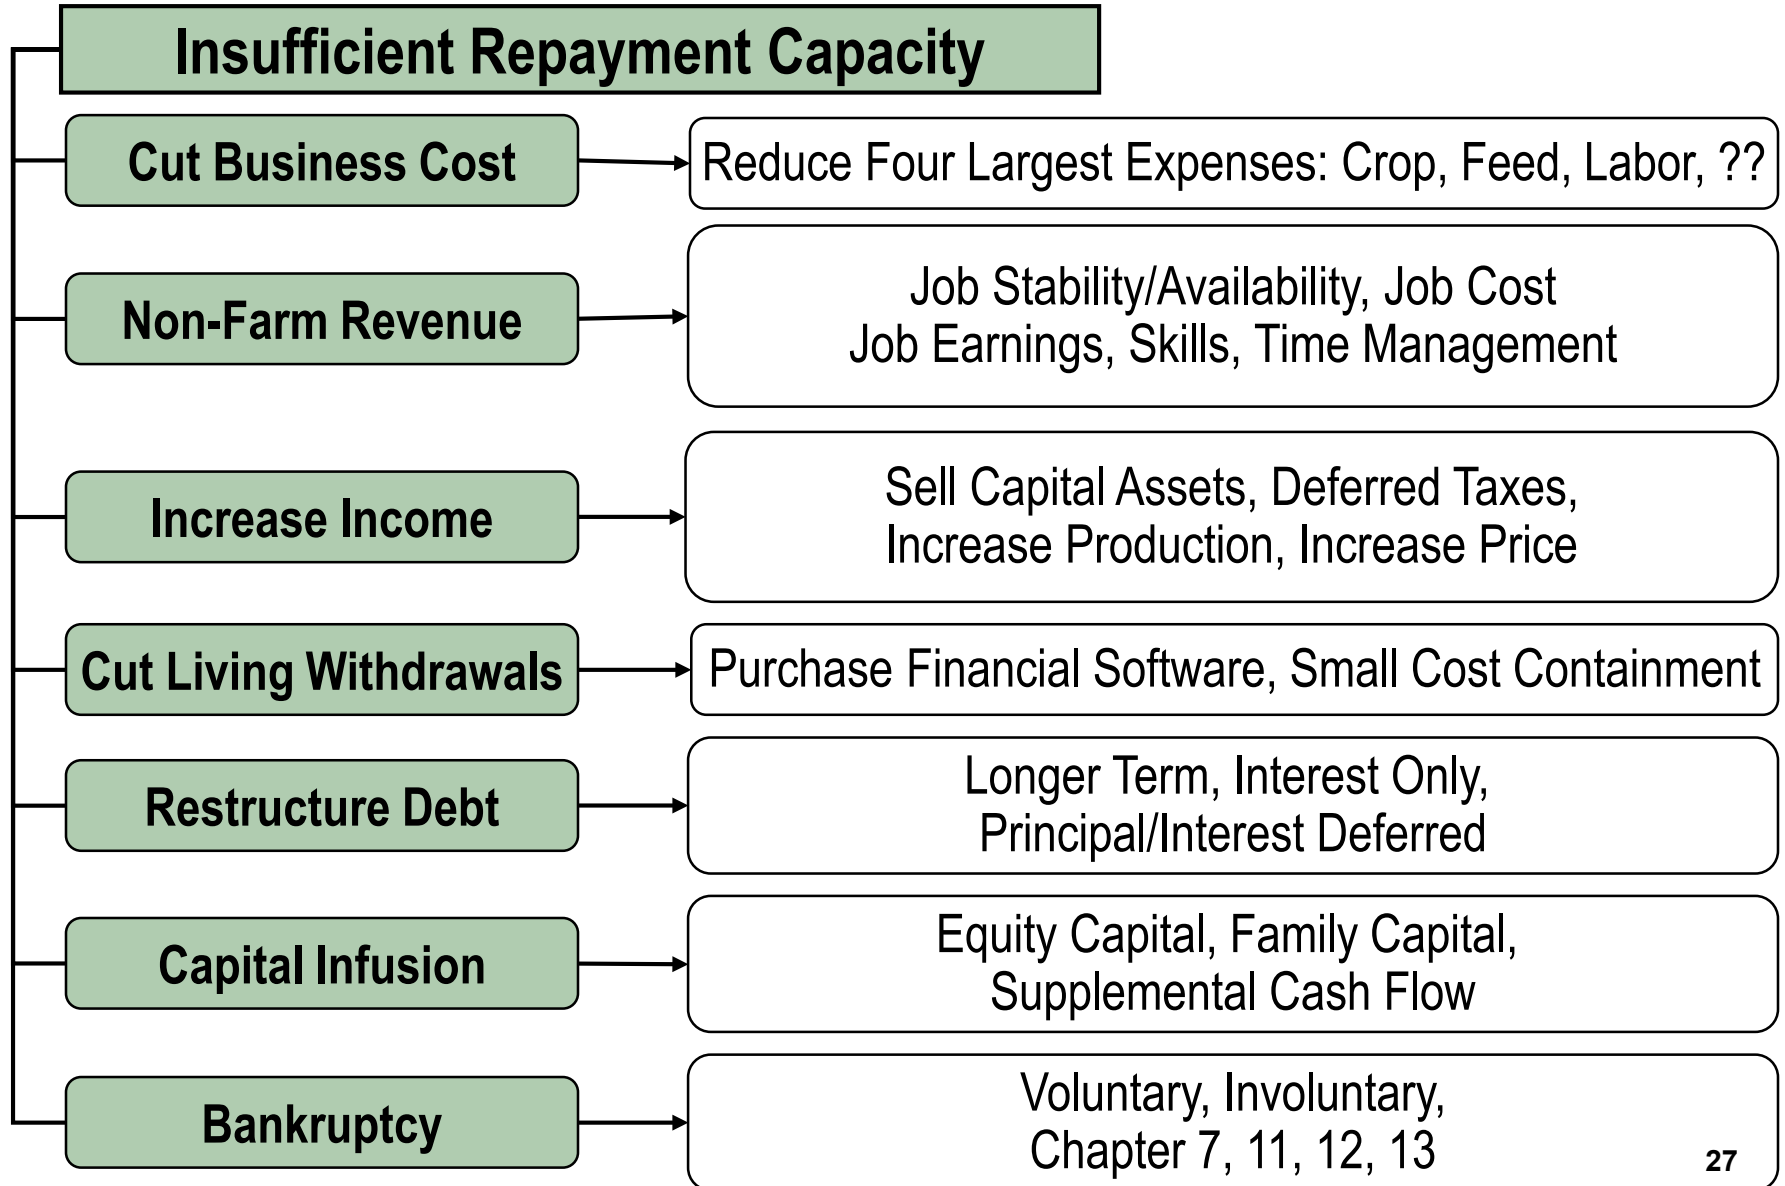 Insufficient Repayment Capacity
Cut Business Cost
Reduce Four Largest Expenses: Crop, Feed, Labor, ??
Non-Farm Revenue
Job Stability/Availability, Job Cost
Job Earnings, Skills, Time Management
Increase Income
Sell Capital Assets, Deferred Taxes,
Increase Production, Increase Price
Cut Living Withdrawals
Purchase Financial Software, Small Cost Containment
Restructure Debt
Longer Term, Interest Only,
Principal/Interest Deferred
Capital Infusion
Equity Capital, Family Capital,
Supplemental Cash Flow
Bankruptcy
Voluntary, Involuntary,
Chapter 7, 11, 12, 13
27